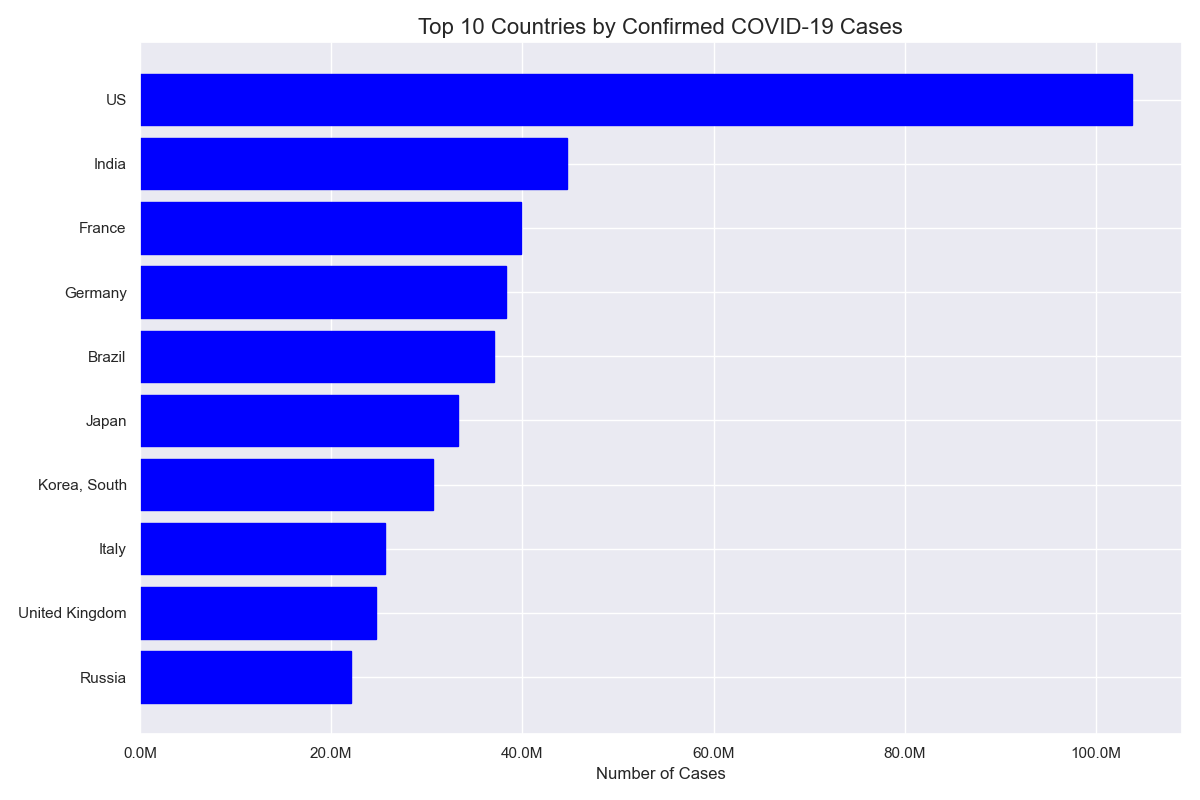 Top 10 Countries by Confirmed COVID-19 Cases
US
India
France
Germany
Brazil
Japan
Korea, South
Italy
United Kingdom
Russia
0.0M 20.0M 40.0M 60.0M 80.0M 100.0M
Number of Cases